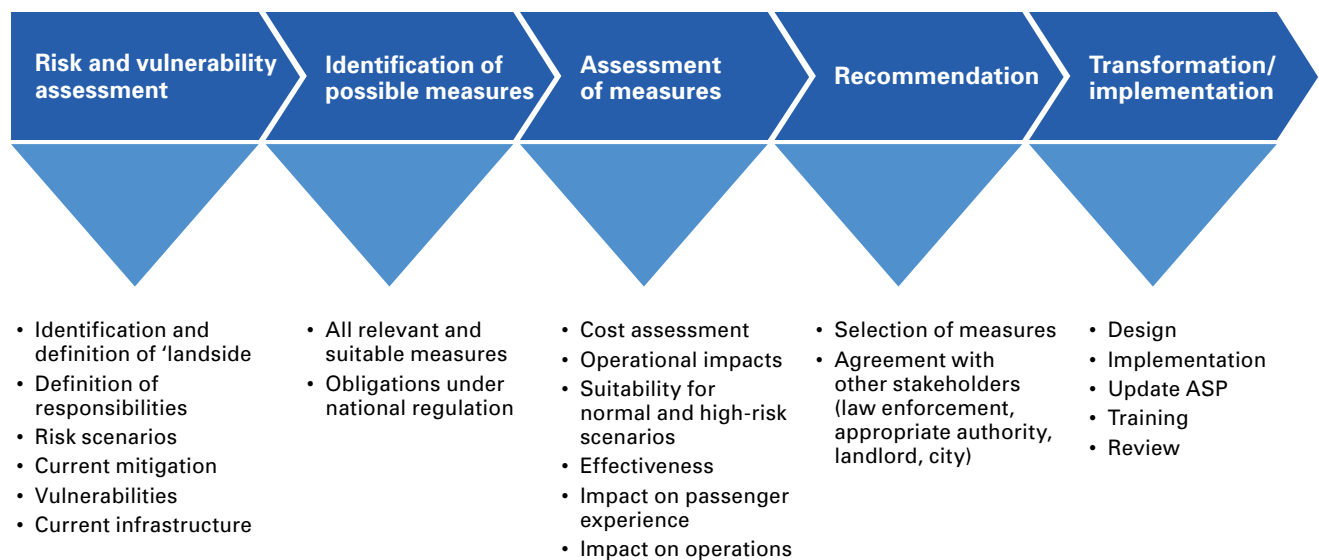 Risk and vulnerability
assessment
Identification of
possible measures
Assessment
of measures
Recommendation
Transformation/
implementation
• Identification and
definition of ‘landside
• Definition of
responsibilities
• Risk scenarios
• Current mitigation
• Vulnerabilities
• Current infrastructure
• All relevant and
suitable measures
• Obligations under
national regulation
• Cost assessment
• Operational impacts
• Suitability for
normal and high-risk
scenarios
• Effectiveness
• Impact on passenger
experience
• Impact on operations
• Selection of measures
• Agreement with
other stakeholders
(law enforcement,
appropriate authority,
landlord, city)
• Design
• Implementation
• Update ASP
• Training
• Review